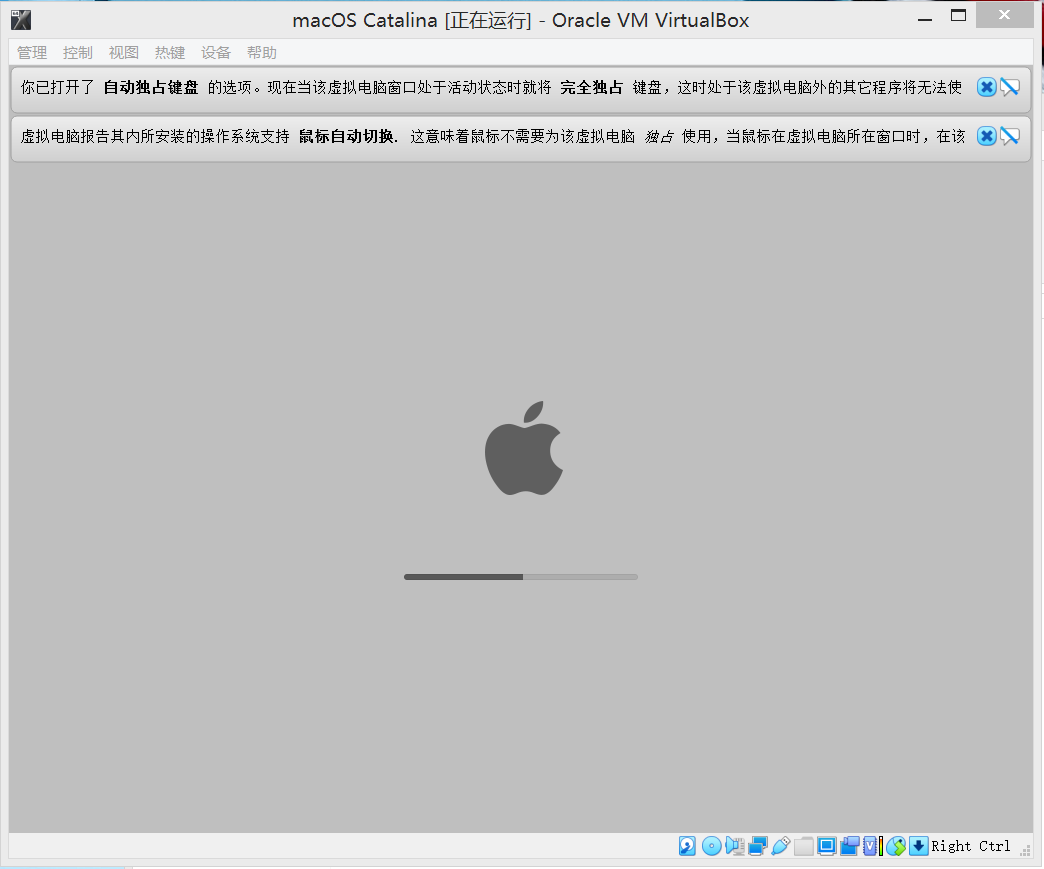 macOS Catalina [正在运行] - Oracle VM VirtualBox
管理 控制 视图 热键 设备 帮助
你已打开了 自动独占键盘 的选项。现在当该虚拟电脑窗口处于活动状态时就将 完全独占 键盘，这时处于该虚拟电脑外的其它程序将无法使
虚拟电脑报告其内所安装的操作系统支持 鼠标自动切换. 这意味着鼠标不需要为该虚拟电脑 独占 使用，当鼠标在虚拟电脑所在窗口时，在该
Right Ctrl